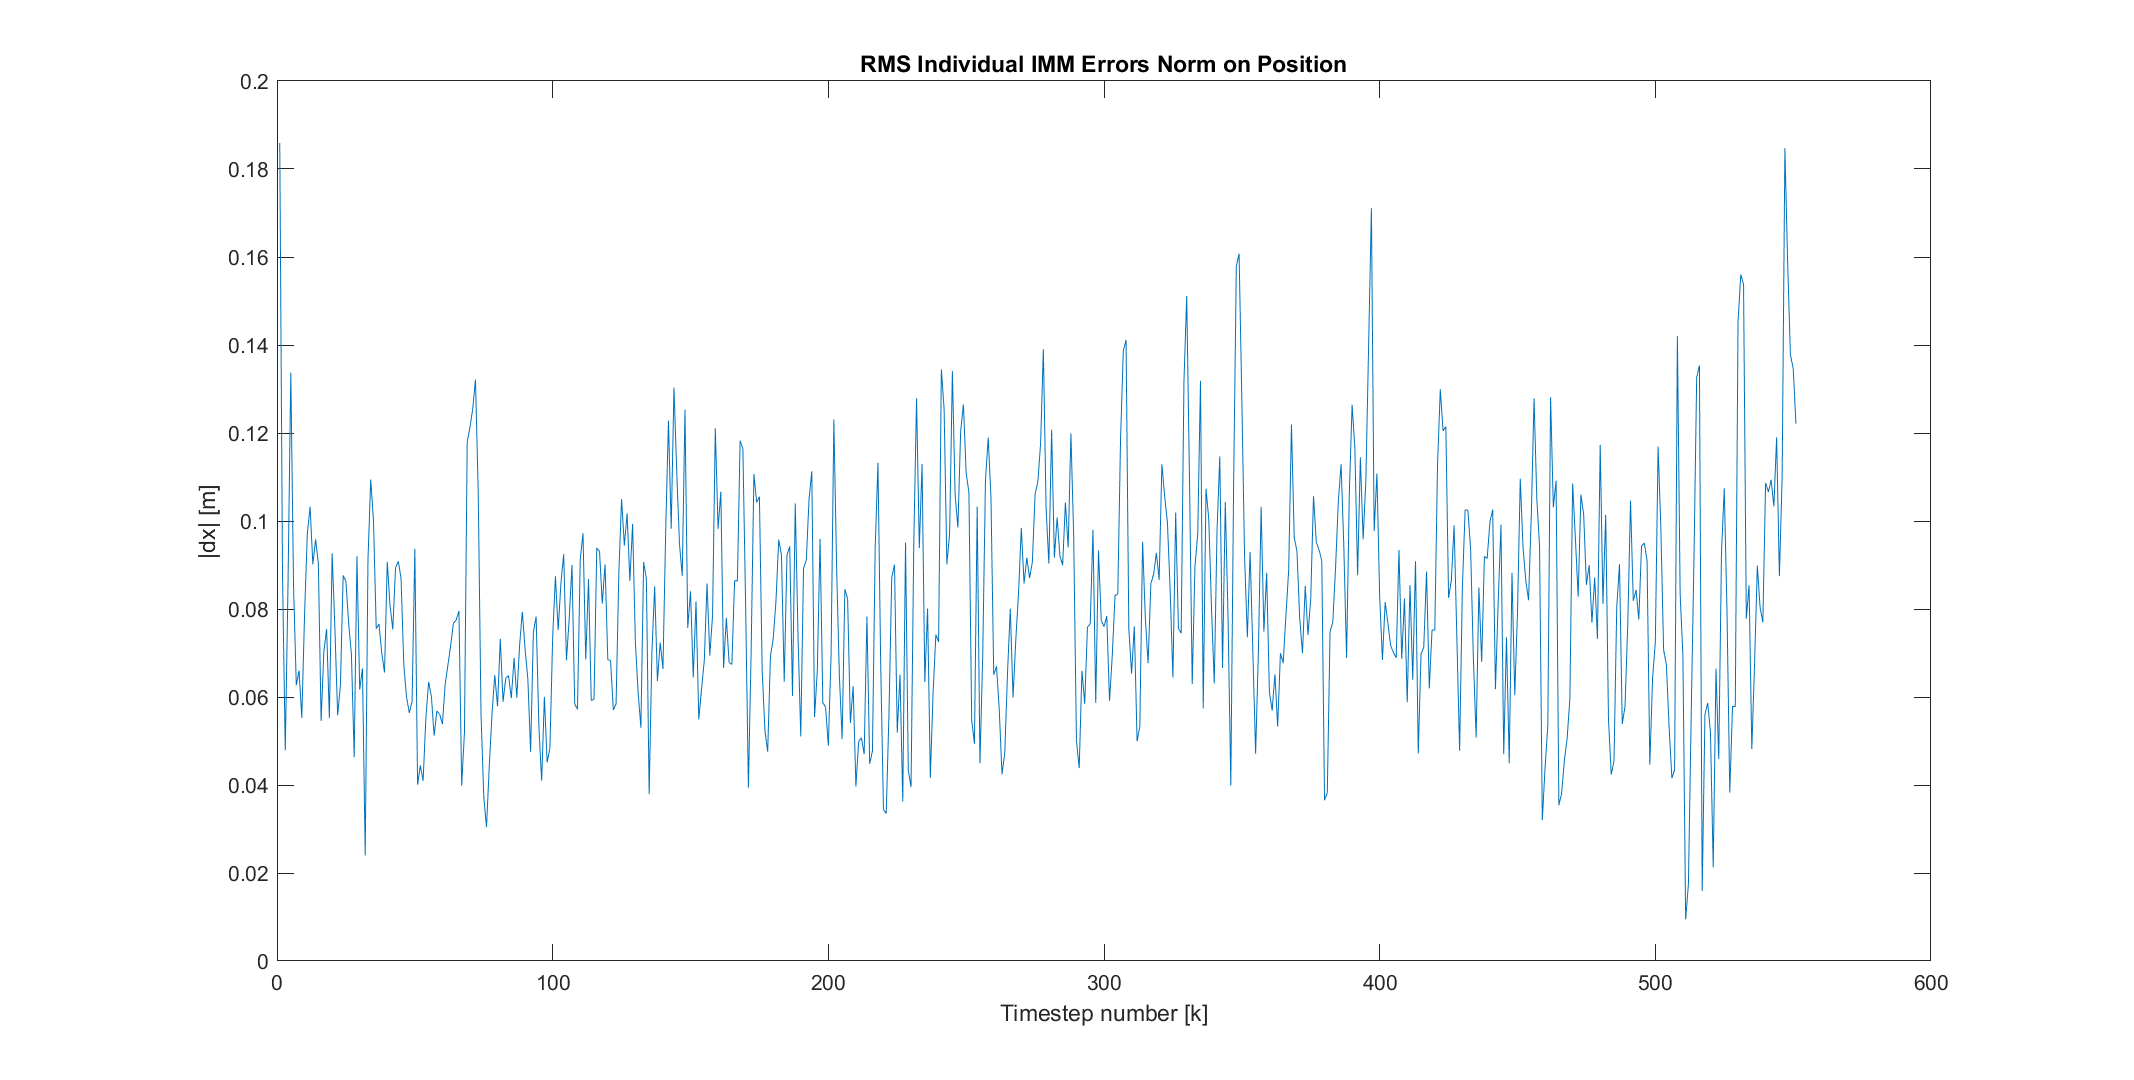 RMS Individual IMM Errors Norm on Position
0.2
0.18
0.16
0.14
0.12
0.1
0.08
0.06
0.04
0.02
0
|dx| [m]
0 100 200 300 400 500 600
Timestep number [k]